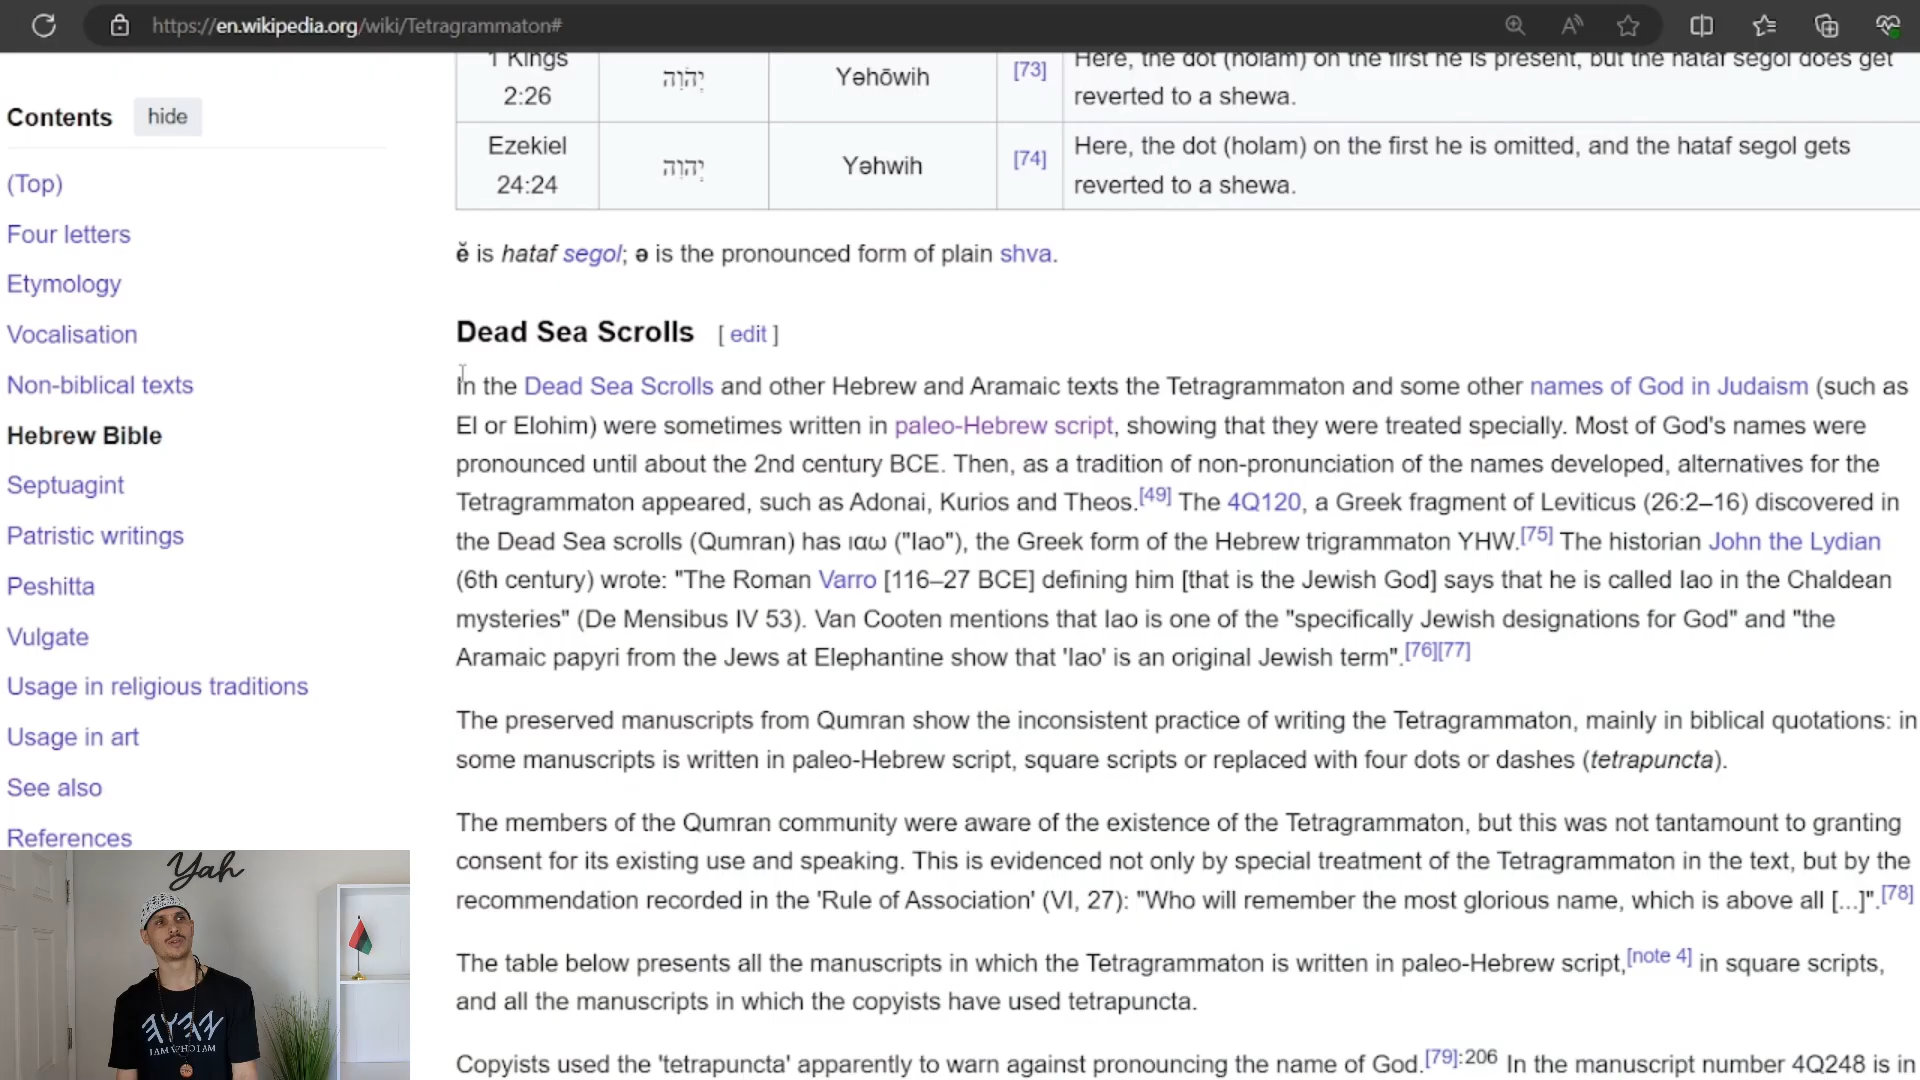 https://en.wikipedia.org/wiki/Tetragrammaton#
Contents hide
(Top)
Four letters
Etymology
Vocalisation
Non-biblical texts
Hebrew Bible
Septuagint
Patristic writings
Peshitta
Vulgate
Usage in religious traditions
Usage in art
See also
References
1 Kings
2:26
יְהֹוִה
Yəhōwih
[73]
Here, the dot (holam) on the first he is present, but the hataf segol does get
reverted to a shewa.
Ezekiel
24:24
יְהוִה
Yəhwih
[74]
Here, the dot (holam) on the first he is omitted, and the hataf segol gets
reverted to a shewa.
ĕ is hataf segol; ə is the pronounced form of plain shva.
Dead Sea Scrolls [ edit ]
In the Dead Sea Scrolls and other Hebrew and Aramaic texts the Tetragrammaton and some other names of God in Judaism (such as
El or Elohim) were sometimes written in paleo-Hebrew script, showing that they were treated specially. Most of God's names were
pronounced until about the 2nd century BCE. Then, as a tradition of non-pronunciation of the names developed, alternatives for the
Tetragrammaton appeared, such as Adonai, Kurios and Theos.[49] The 4Q120, a Greek fragment of Leviticus (26:2–16) discovered in
the Dead Sea scrolls (Qumran) has ιαω ("Iao"), the Greek form of the Hebrew trigrammaton YHW.[75] The historian John the Lydian
(6th century) wrote: "The Roman Varro [116–27 BCE] defining him [that is the Jewish God] says that he is called Iao in the Chaldean
mysteries" (De Mensibus IV 53). Van Cooten mentions that Iao is one of the "specifically Jewish designations for God" and "the
Aramaic papyri from the Jews at Elephantine show that 'Iao' is an original Jewish term".[76][77]
The preserved manuscripts from Qumran show the inconsistent practice of writing the Tetragrammaton, mainly in biblical quotations: in
some manuscripts is written in paleo-Hebrew script, square scripts or replaced with four dots or dashes (tetrapuncta).
The members of the Qumran community were aware of the existence of the Tetragrammaton, but this was not tantamount to granting
consent for its existing use and speaking. This is evidenced not only by special treatment of the Tetragrammaton in the text, but by the
recommendation recorded in the 'Rule of Association' (VI, 27): "Who will remember the most glorious name, which is above all [...]".[78]
The table below presents all the manuscripts in which the Tetragrammaton is written in paleo-Hebrew script,[note 4] in square scripts,
and all the manuscripts in which the copyists have used tetrapuncta.
Copyists used the 'tetrapuncta' apparently to warn against pronouncing the name of God.[79]:206 In the manuscript number 4Q248 is in
Yah
𐤉𐤄𐤅𐤄
I AM WHO I AM